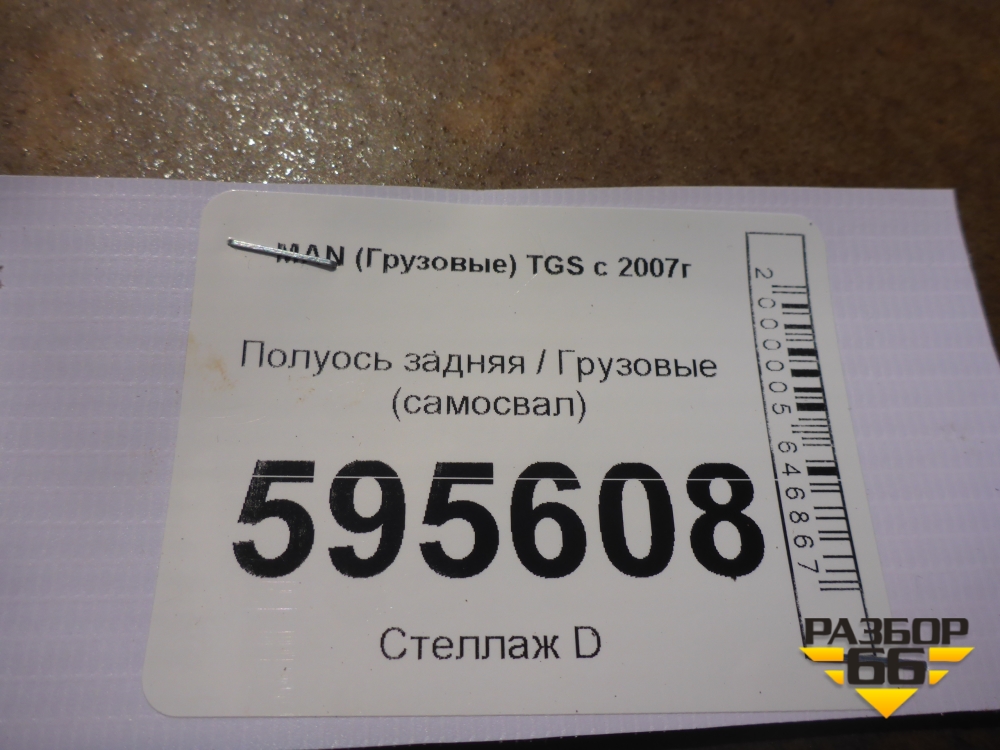 MAN (Грузовые) TGS с 2007г
Полуось задняя / Грузовые
(самосвал)
595608
Стеллаж D
2000005646867
РАЗБОР
66